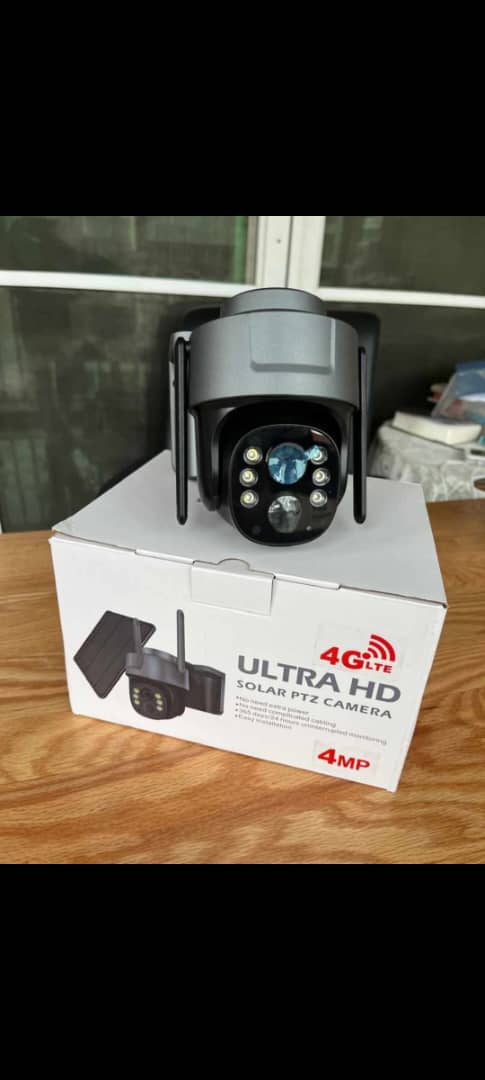 4G LTE
ULTRA HD
SOLAR PTZ CAMERA
•No need extra power
•No need complicated cabling
•365 days/24 hours uninterrupted monitoring
•Easy installation
4MP